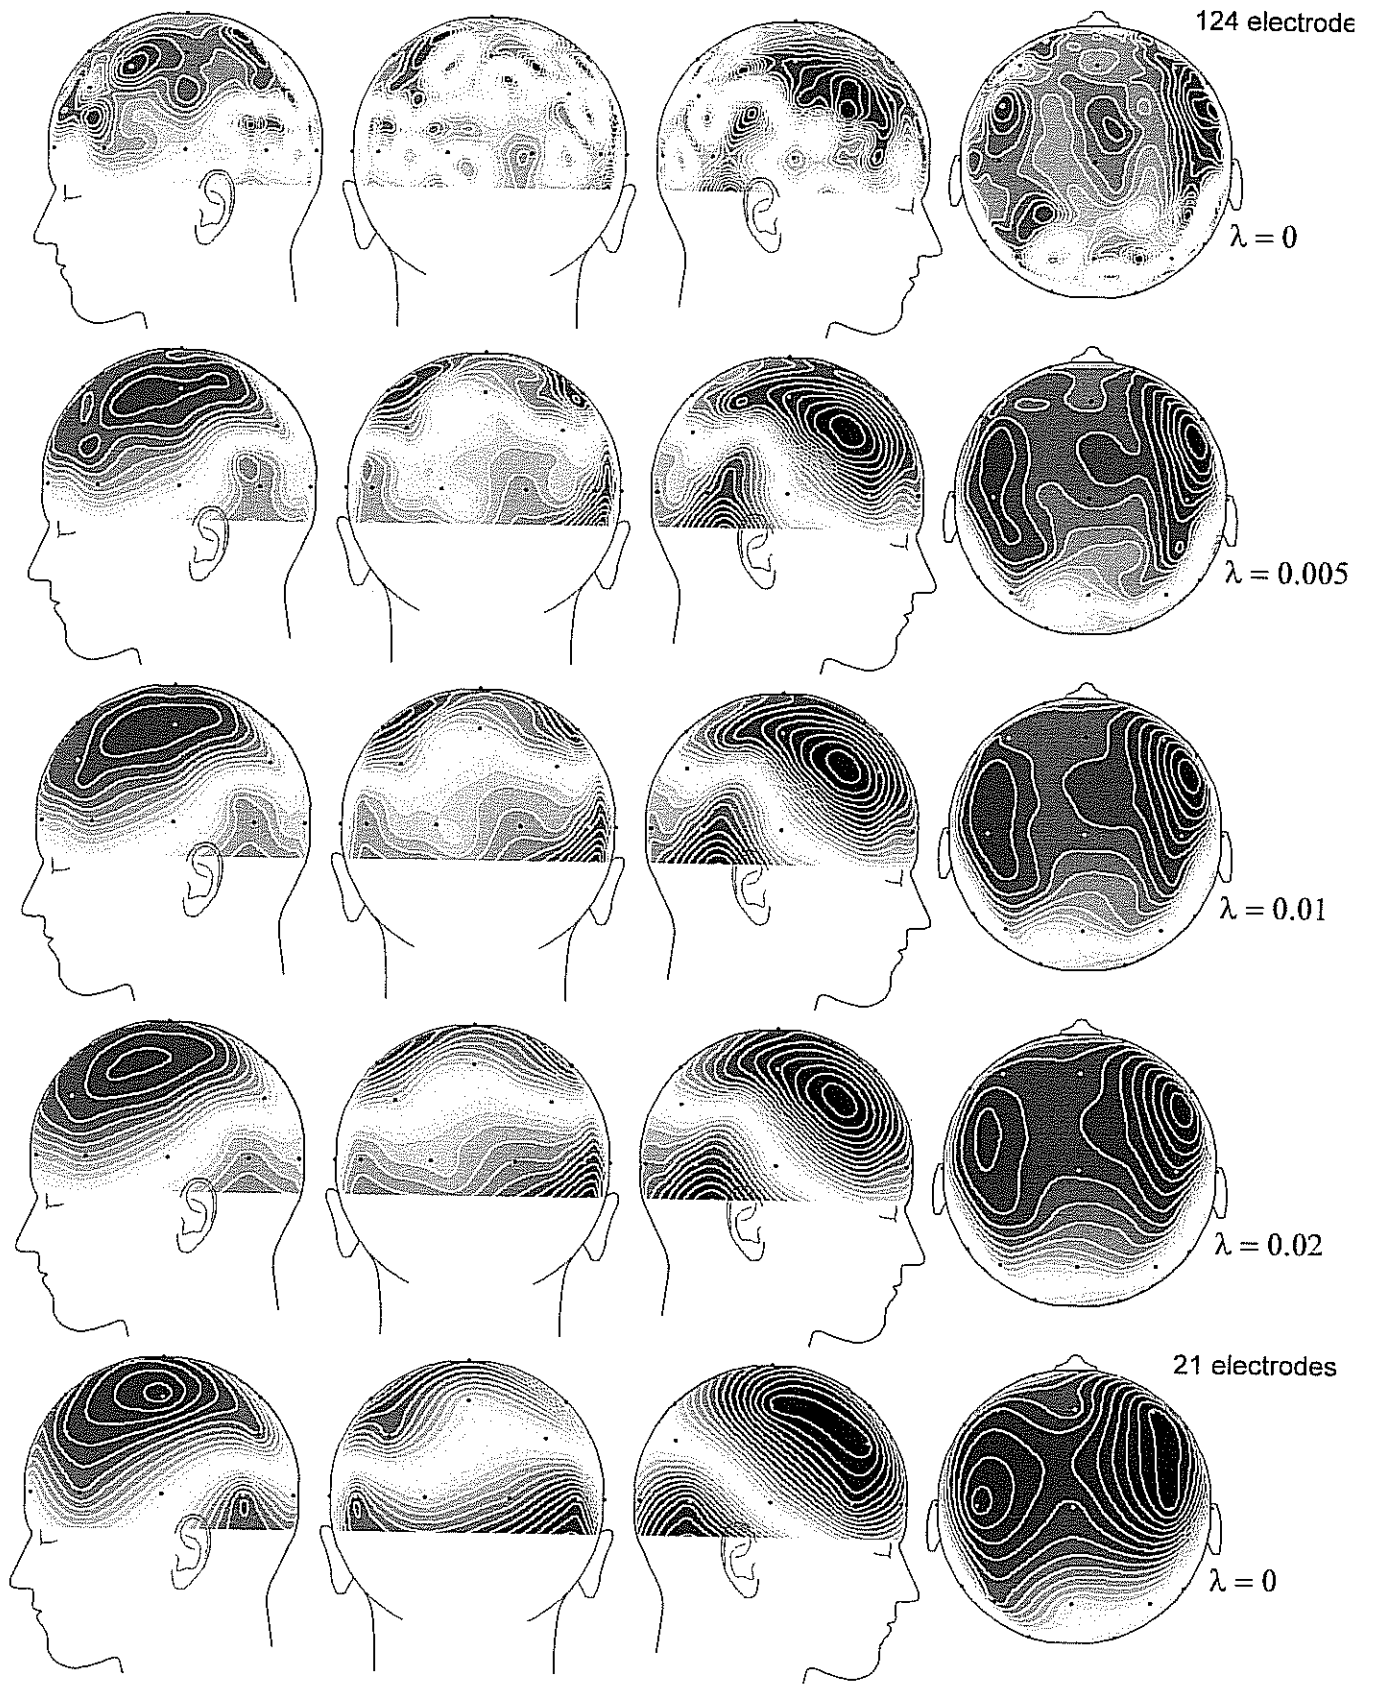 124 electrode
λ = 0
λ = 0.005
λ = 0.01
λ = 0.02
21 electrodes
λ = 0